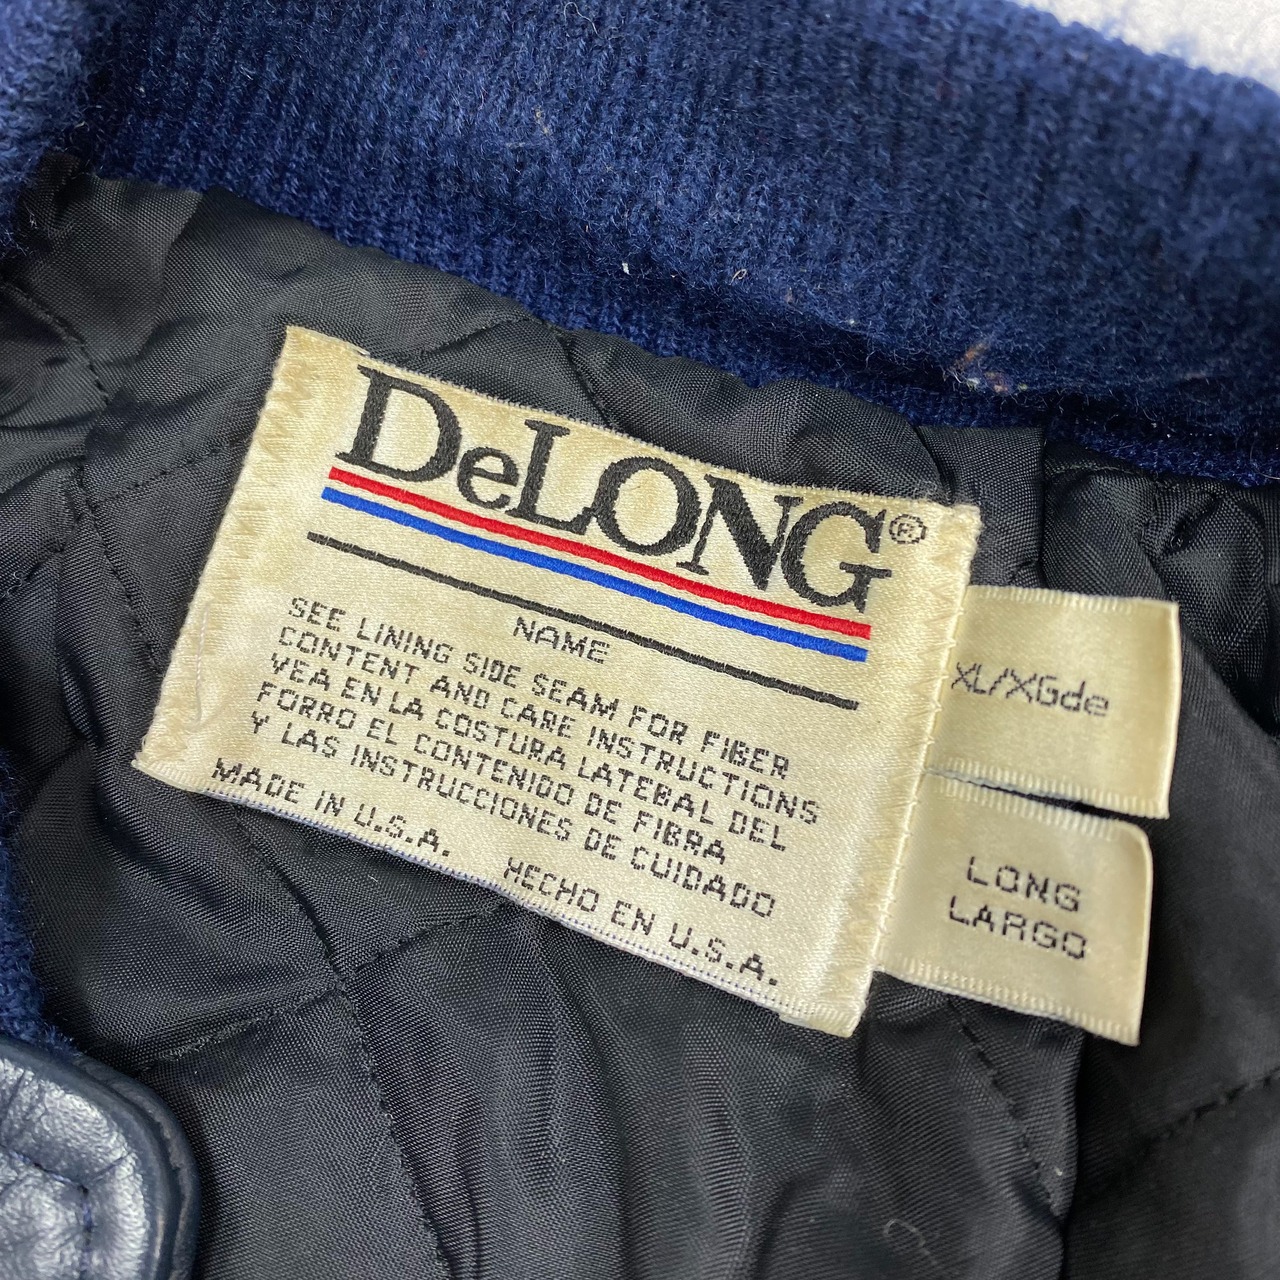 DeLONG®
NAME
SEE LINING SIDE SEAM FOR FIBER
CONTENT AND CARE INSTRUCTIONS
VEA EN LA COSTURA LATEBAL DEL
FORRO EL CONTENIDO DE FIBRA
Y LAS INSTRUCCIONES DE CUIDADO
MADE IN U.S.A. HECHO EN U.S.A.
XL/XGde
LONG
LARGO